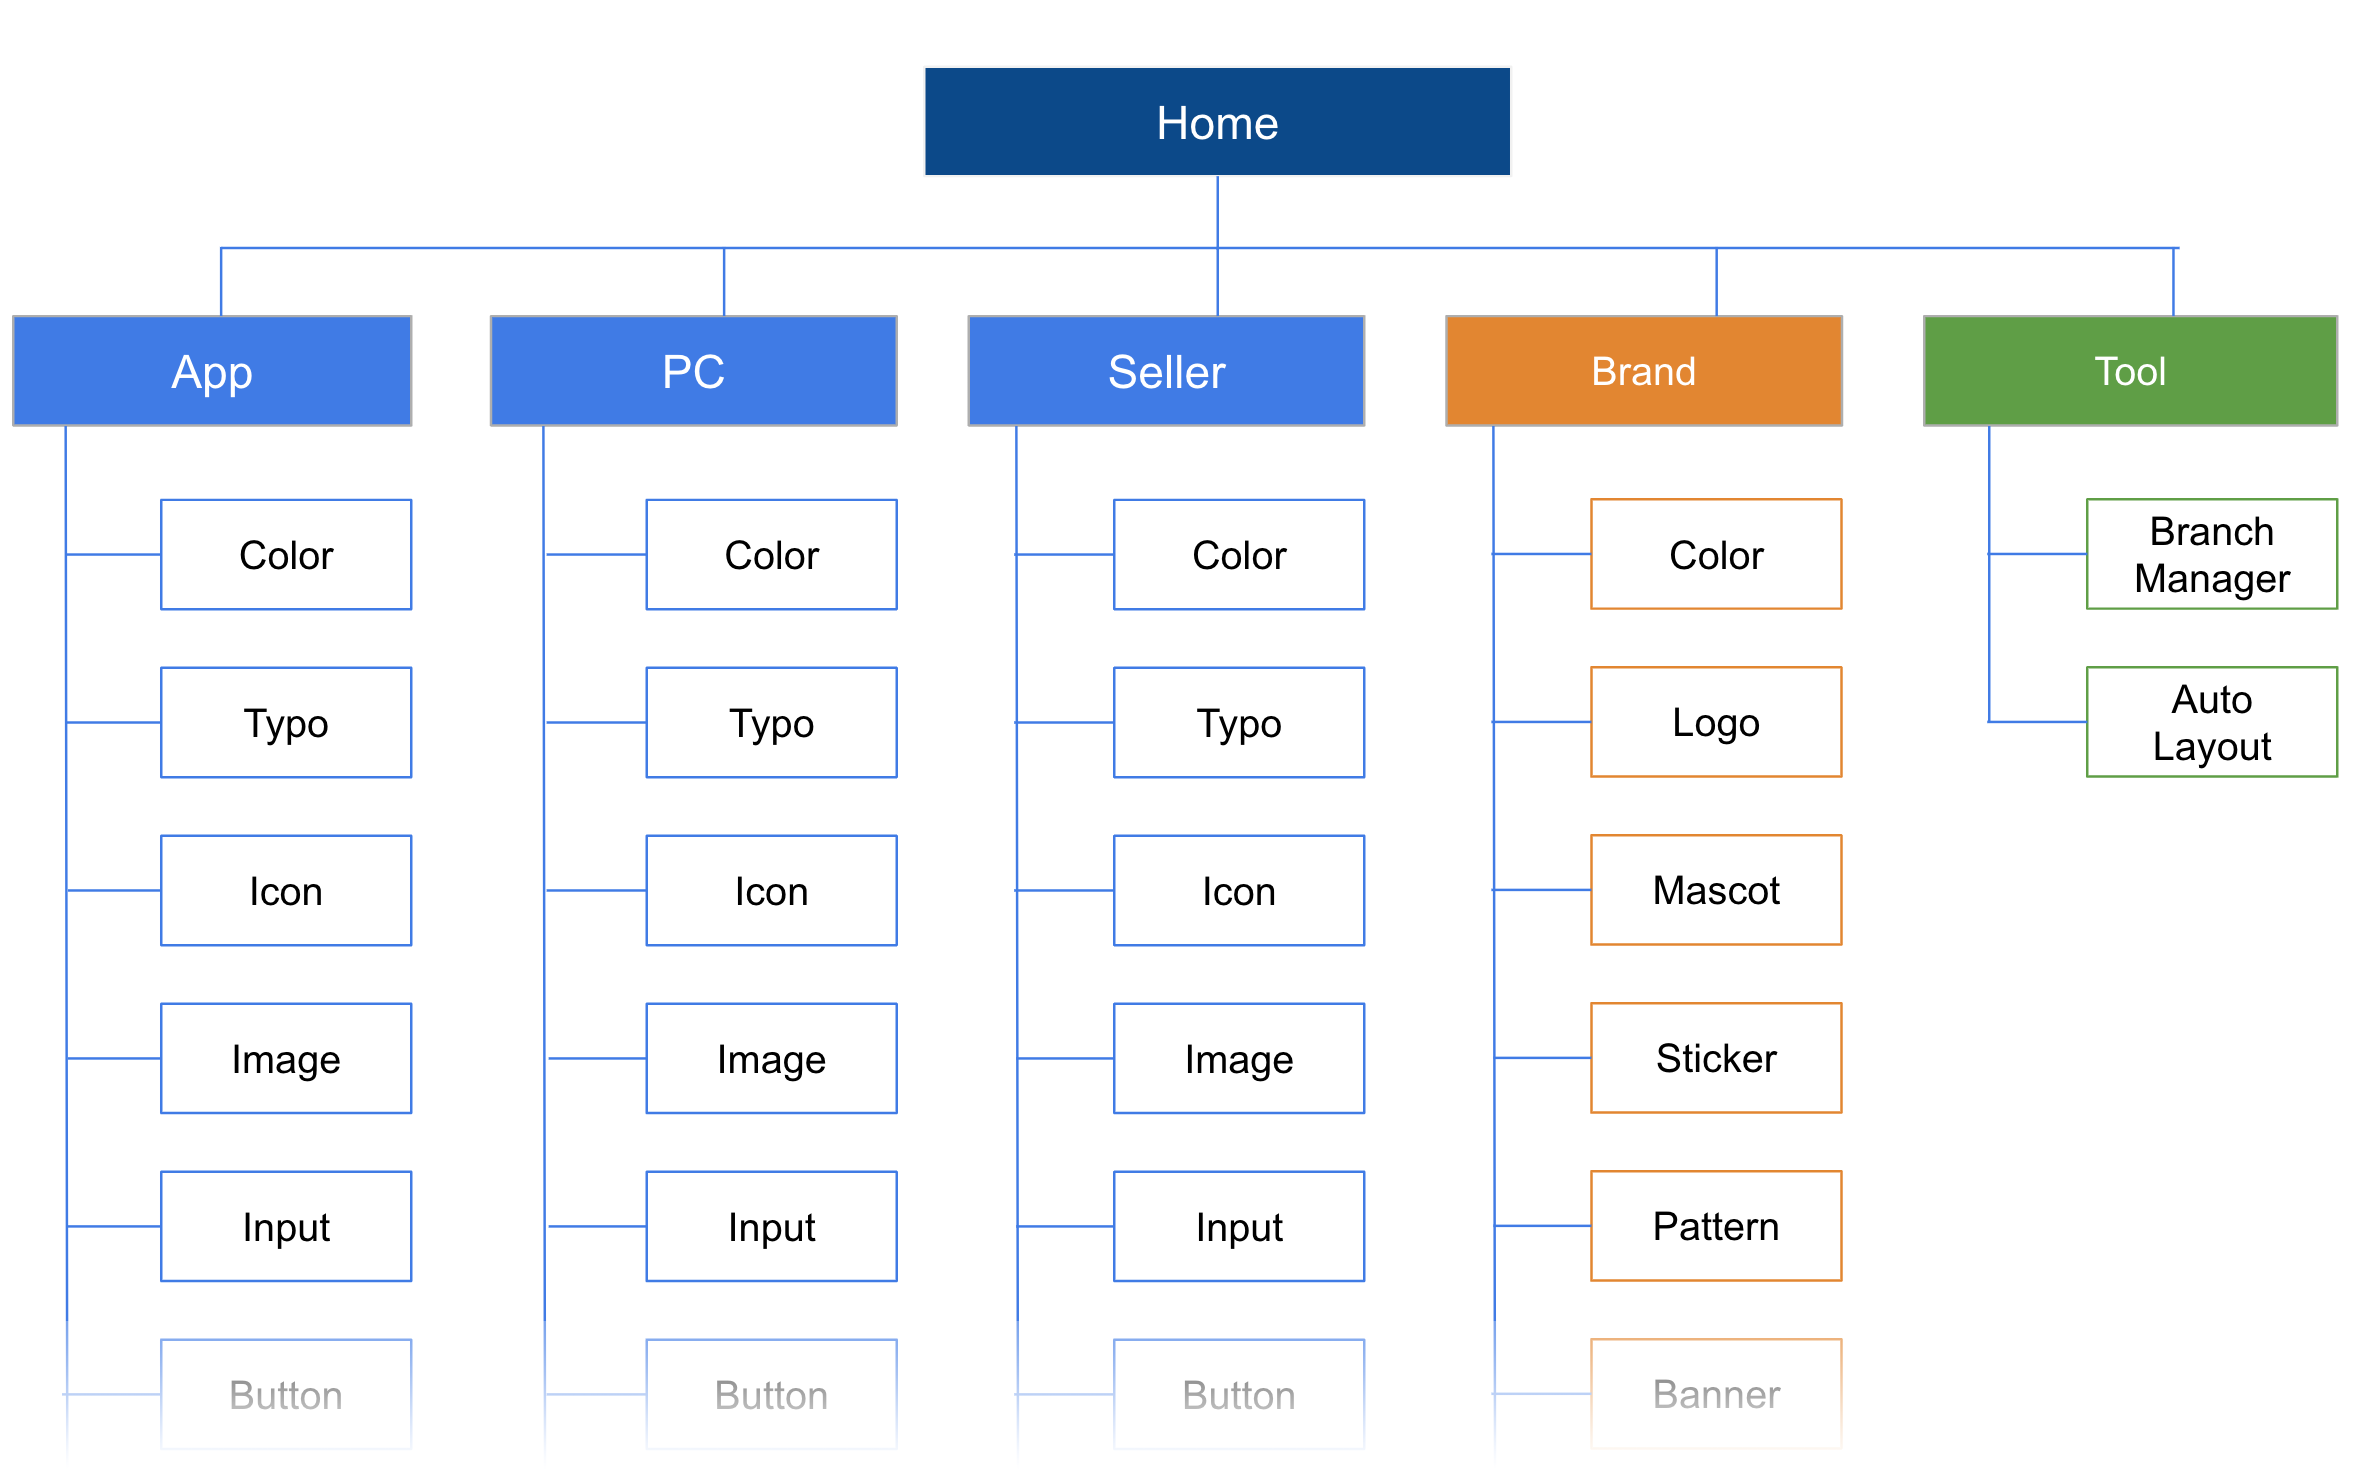 Home
App
PC
Seller
Brand
Tool
Color
Color
Color
Color
Branch
Manager
Typo
Typo
Typo
Logo
Auto
Layout
Icon
Icon
Icon
Mascot
Image
Image
Image
Sticker
Input
Input
Input
Pattern
Button
Button
Button
Banner